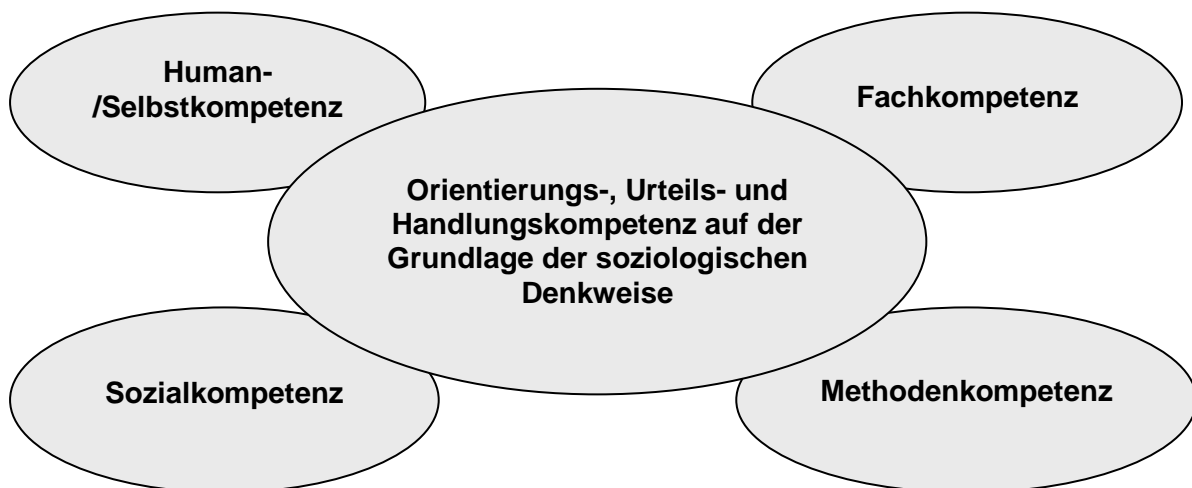 Human-
/Selbstkompetenz
Fachkompetenz
Orientierungs-, Urteils- und
Handlungskompetenz auf der
Grundlage der soziologischen
Denkweise
Sozialkompetenz
Methodenkompetenz